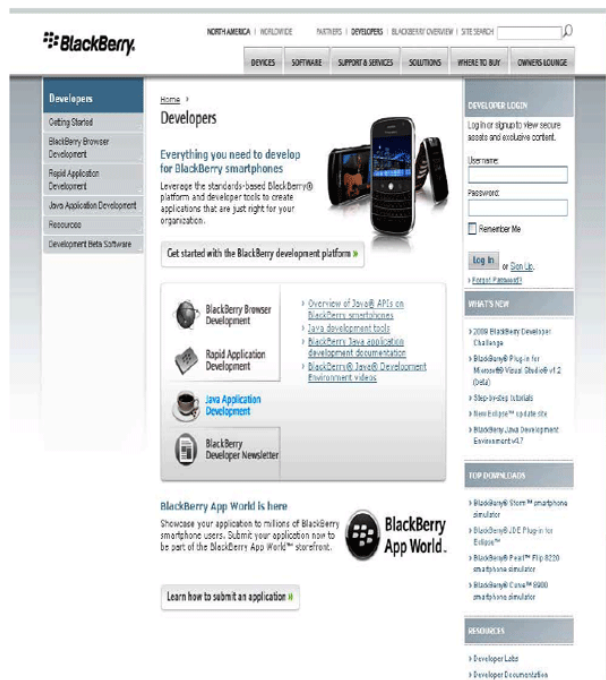 BlackBerry.
NORTH AMERICA | WORLDWIDE PARTNERS | DEVELOPERS | BLACKBERRY OVERVIEW | SITE SEARCH
DEVICES SOFTWARE SUPPORT & SERVICES SOLUTIONS WHERE TO BUY OWNERS LOUNGE
Developers
Getting Started
BlackBerry Browser
Development
Rapid Application
Development
Java Application Development
Resources
Development Beta Software
Home >
Developers
Everything you need to develop
for BlackBerry smartphones
Leverage the standards-based BlackBerry®
platform and developer tools to create
applications that are just right for your
organization.
Get started with the BlackBerry development platform »
BlackBerry Browser
Development
Rapid Application
Development
Java Application
Development
BlackBerry
Developer Newsletter
› Overview of Java® APIs on
BlackBerry smartphones
› Java development tools
› BlackBerry Java application
development documentation
› BlackBerry® Java® Development
Environment videos
BlackBerry App World is here
Showcase your application to millions of BlackBerry
smartphone users. Submit your application now to
be part of the BlackBerry App World™ storefront.
BlackBerry
App World™
Learn how to submit an application »
DEVELOPER LOGIN
Log in or signup to view secure
assets and exclusive content.
Username:
Password:
Remember Me
Log In or Sign Up.
› Forgot Password?
WHAT'S NEW
› 2009 BlackBerry Developer
Challenge
› BlackBerry® Plug-in for
Microsoft® Visual Studio® v1.2
(beta)
› Step-by-step tutorials
› New Eclipse™ update site
› BlackBerry Java Development
Environment v4.7
TOP DOWNLOADS
› BlackBerry® Storm™ smartphone
simulator
› BlackBerry® JDE Plug-in for
Eclipse™
› BlackBerry® Pearl™ Flip 8220
smartphone simulator
› BlackBerry® Curve™ 8900
smartphone simulator
RESOURCES
› Developer Labs
› Developer Documentation